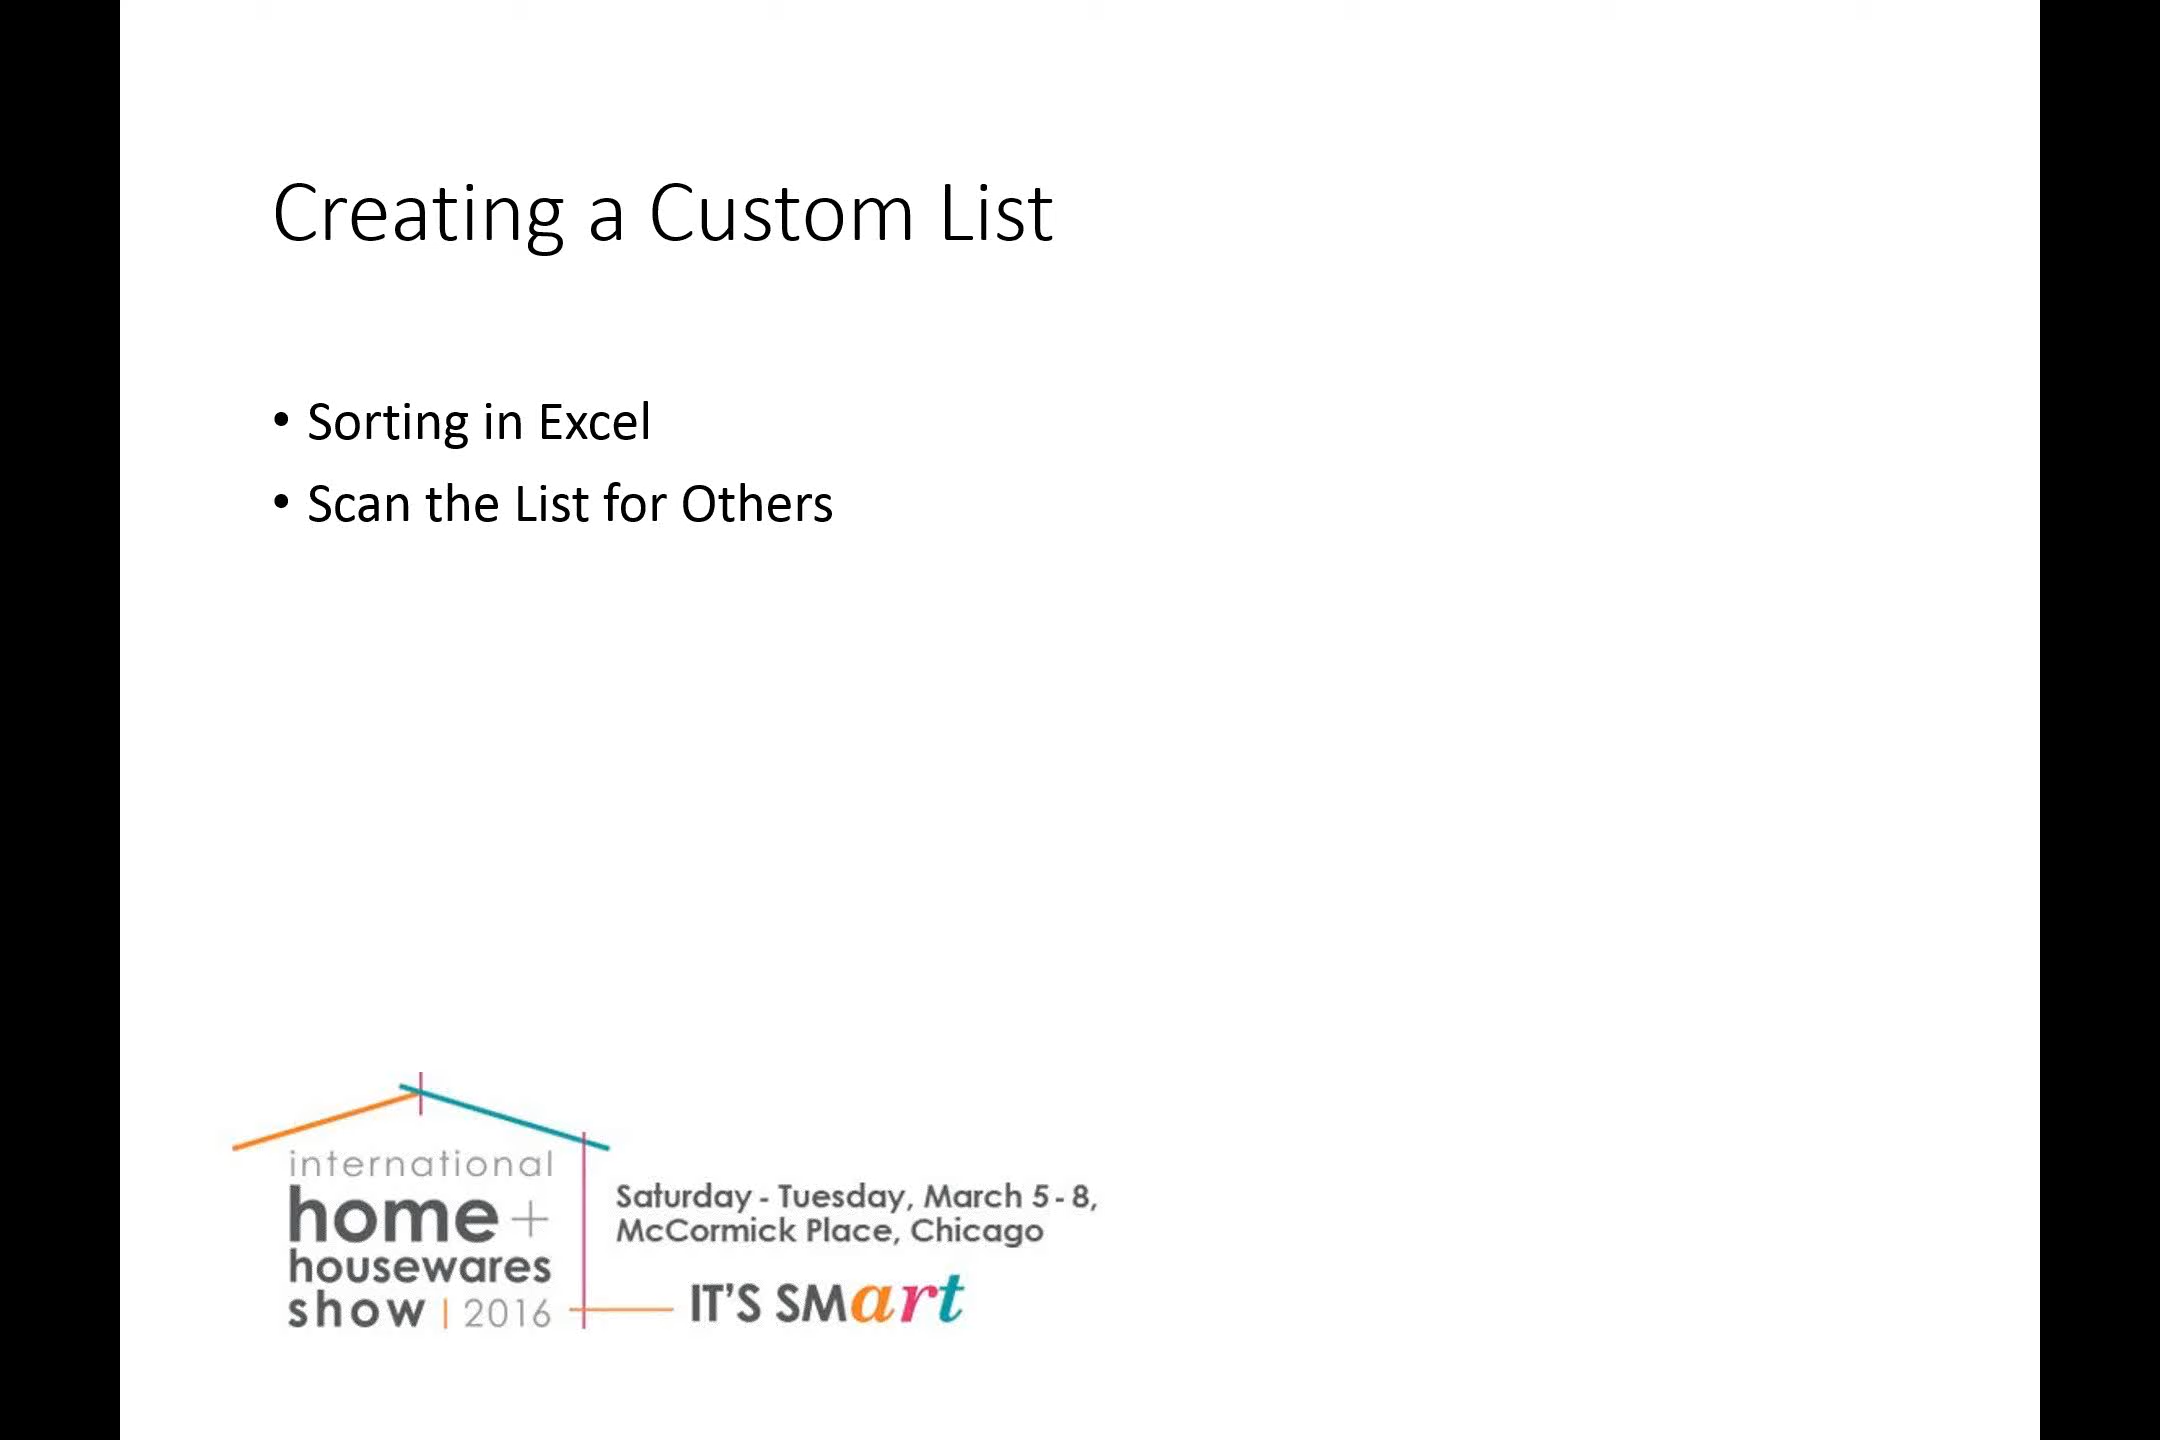 Creating a Custom List
• Sorting in Excel
• Scan the List for Others
international
home +
housewares
show | 2016
Saturday - Tuesday, March 5 - 8,
McCormick Place, Chicago
IT'S SMart